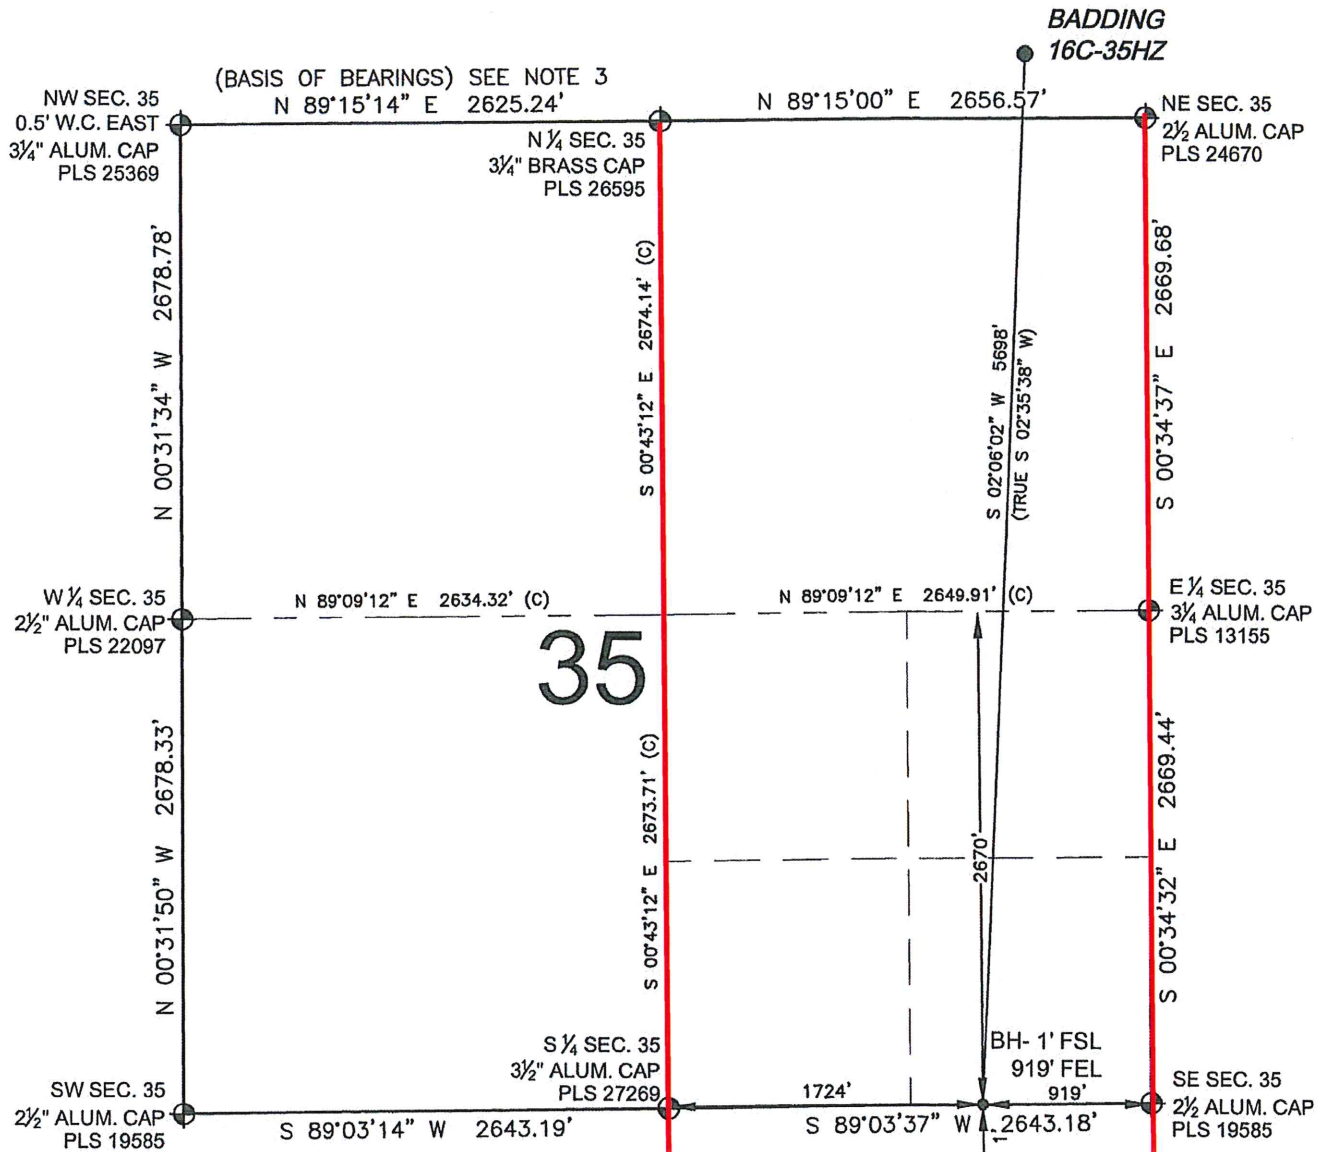 BADDING
16C-35HZ
(BASIS OF BEARINGS) SEE NOTE 3
N 89°15'14" E 2625.24'
N 89°15'00" E 2656.57'
NW SEC. 35
0.5' W.C. EAST
3¼" ALUM. CAP
PLS 25369
N ¼ SEC. 35
3¼" BRASS CAP
PLS 26595
NE SEC. 35
2½ ALUM. CAP
PLS 24670
N 00°31'34" W 2678.78'
S 00°43'12" E 2674.14' (C)
S 02°06'02" W 5698'
(TRUE S 02°35'38" W)
S 00°34'37" E 2669.68'
W ¼ SEC. 35
2½" ALUM. CAP
PLS 22097
N 89°09'12" E 2634.32' (C)
N 89°09'12" E 2649.91' (C)
E ¼ SEC. 35
3¼ ALUM. CAP
PLS 13155
35
N 00°31'50" W 2678.33'
S 00°43'12" E 2673.71' (C)
2670'
S 00°34'32" E 2669.44'
BH- 1' FSL
919' FEL
S ¼ SEC. 35
3½" ALUM. CAP
PLS 27269
SW SEC. 35
2½" ALUM. CAP
PLS 19585
1724'
919'
SE SEC. 35
2½ ALUM. CAP
PLS 19585
S 89°03'14" W 2643.19'
S 89°03'37" W 2643.18'
1'